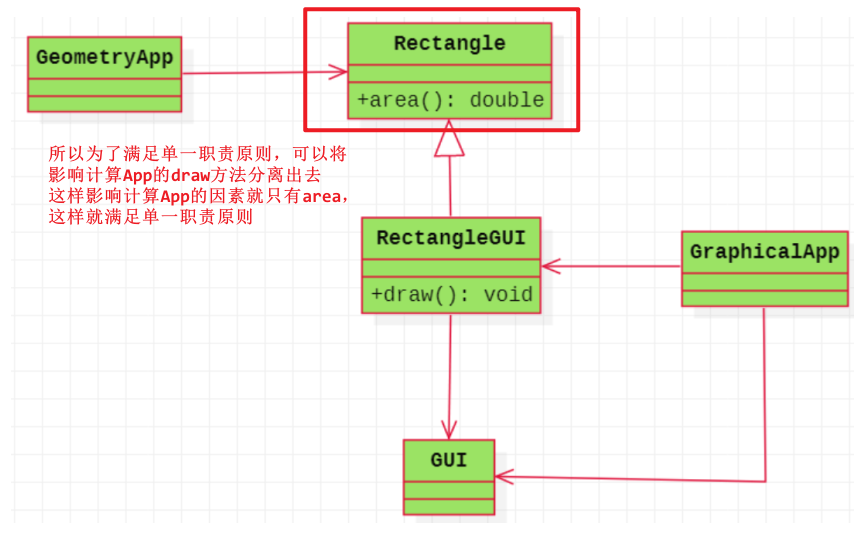 GeometryApp
Rectangle
+area(): double
所以为了满足单一职责原则，可以将
影响计算App的draw方法分离出去
这样影响计算App的因素就只有area，
这样就满足单一职责原则
RectangleGUI
+draw(): void
GraphicalApp
GUI